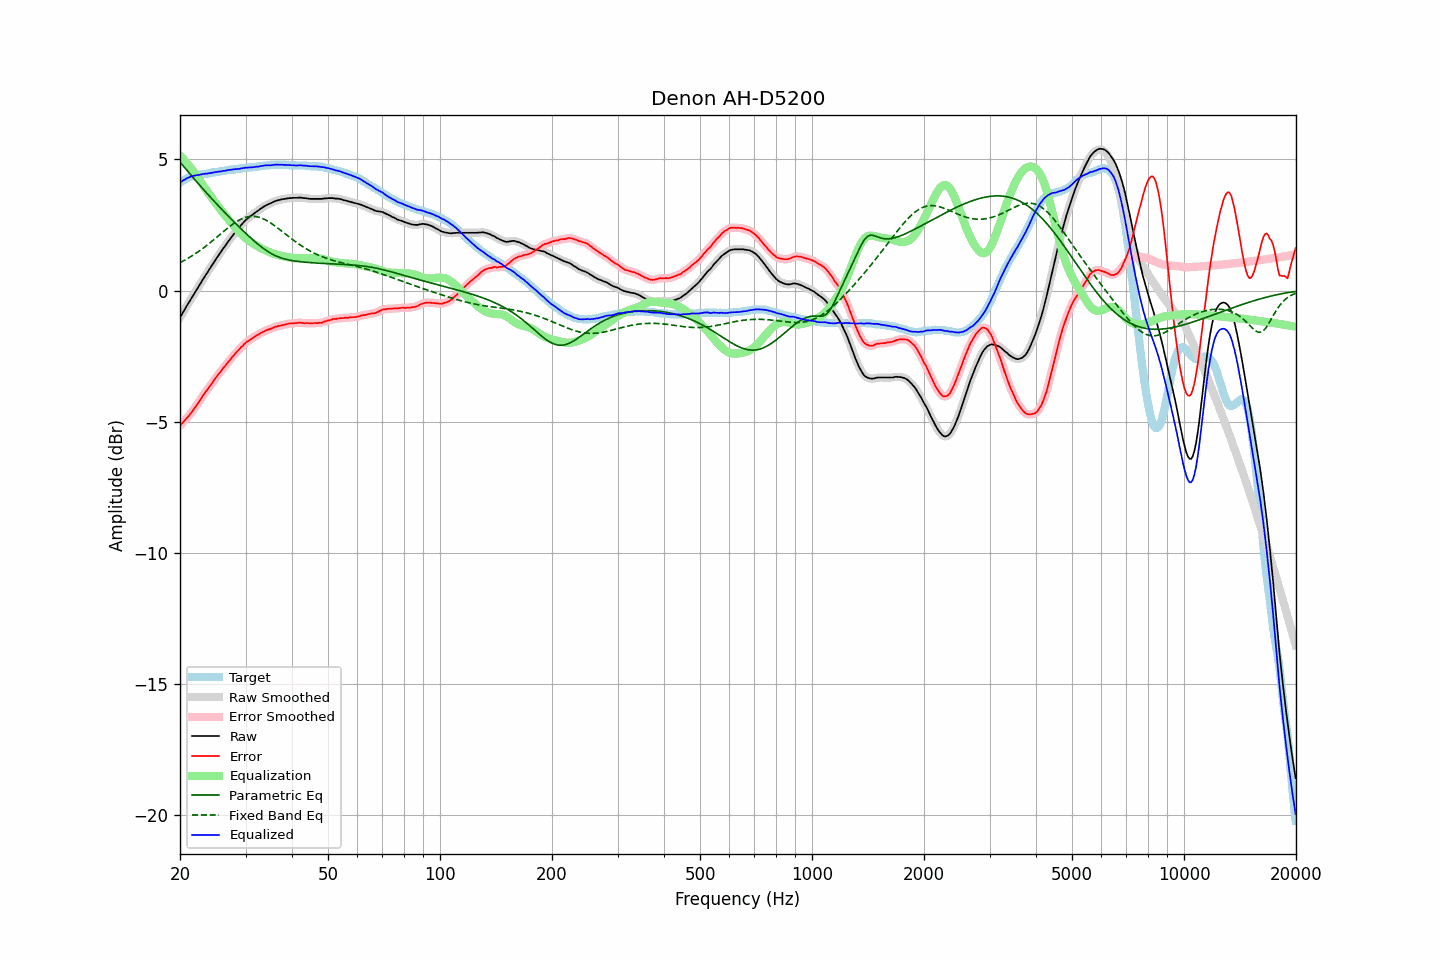 Denon AH-D5200
Amplitude (dBr)
5
0
−5
−10
−15
−20
Target
Raw Smoothed
Error Smoothed
Raw
Error
Equalization
Parametric Eq
Fixed Band Eq
Equalized
20 50 100 200 500 1000 2000 5000 10000 20000
Frequency (Hz)